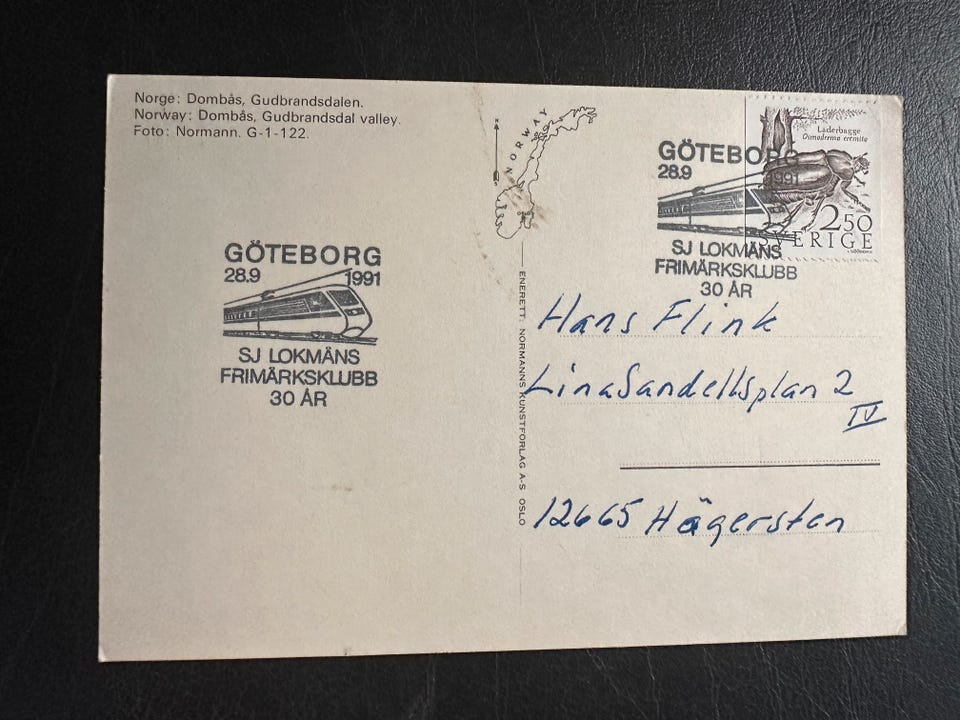 Norge: Dombås, Gudbrandsdalen.
Norway: Dombås, Gudbrandsdal valley.
Foto: Normann. G-1-122.
NORWAY
GÖTEBORG
28.9 1991
SJ LOKMÄNS
FRIMÄRKSKLUBB
30 ÅR
ENERETT: NORMANNS KUNSTFORLAG A-S OSLO
GÖTEBORG
28.9 1991
SJ LOKMÄNS
FRIMÄRKSKLUBB
30 ÅR
Läderbagge
Osmoderma eremita
2.50
SVERIGE
Hans Flink
LinaSandellsplan 2
IV
12665 Hägersten